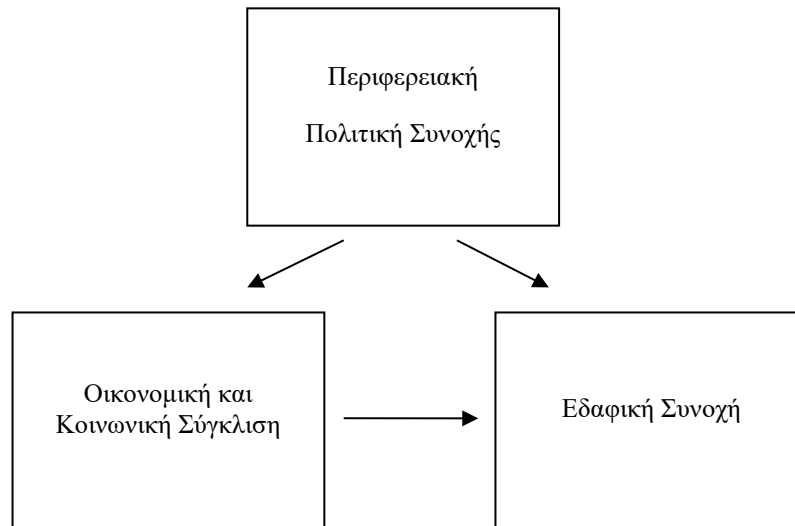 Περιφερειακή
Πολιτική Συνοχής
Οικονομική και
Κοινωνική Σύγκλιση
Εδαφική Συνοχή